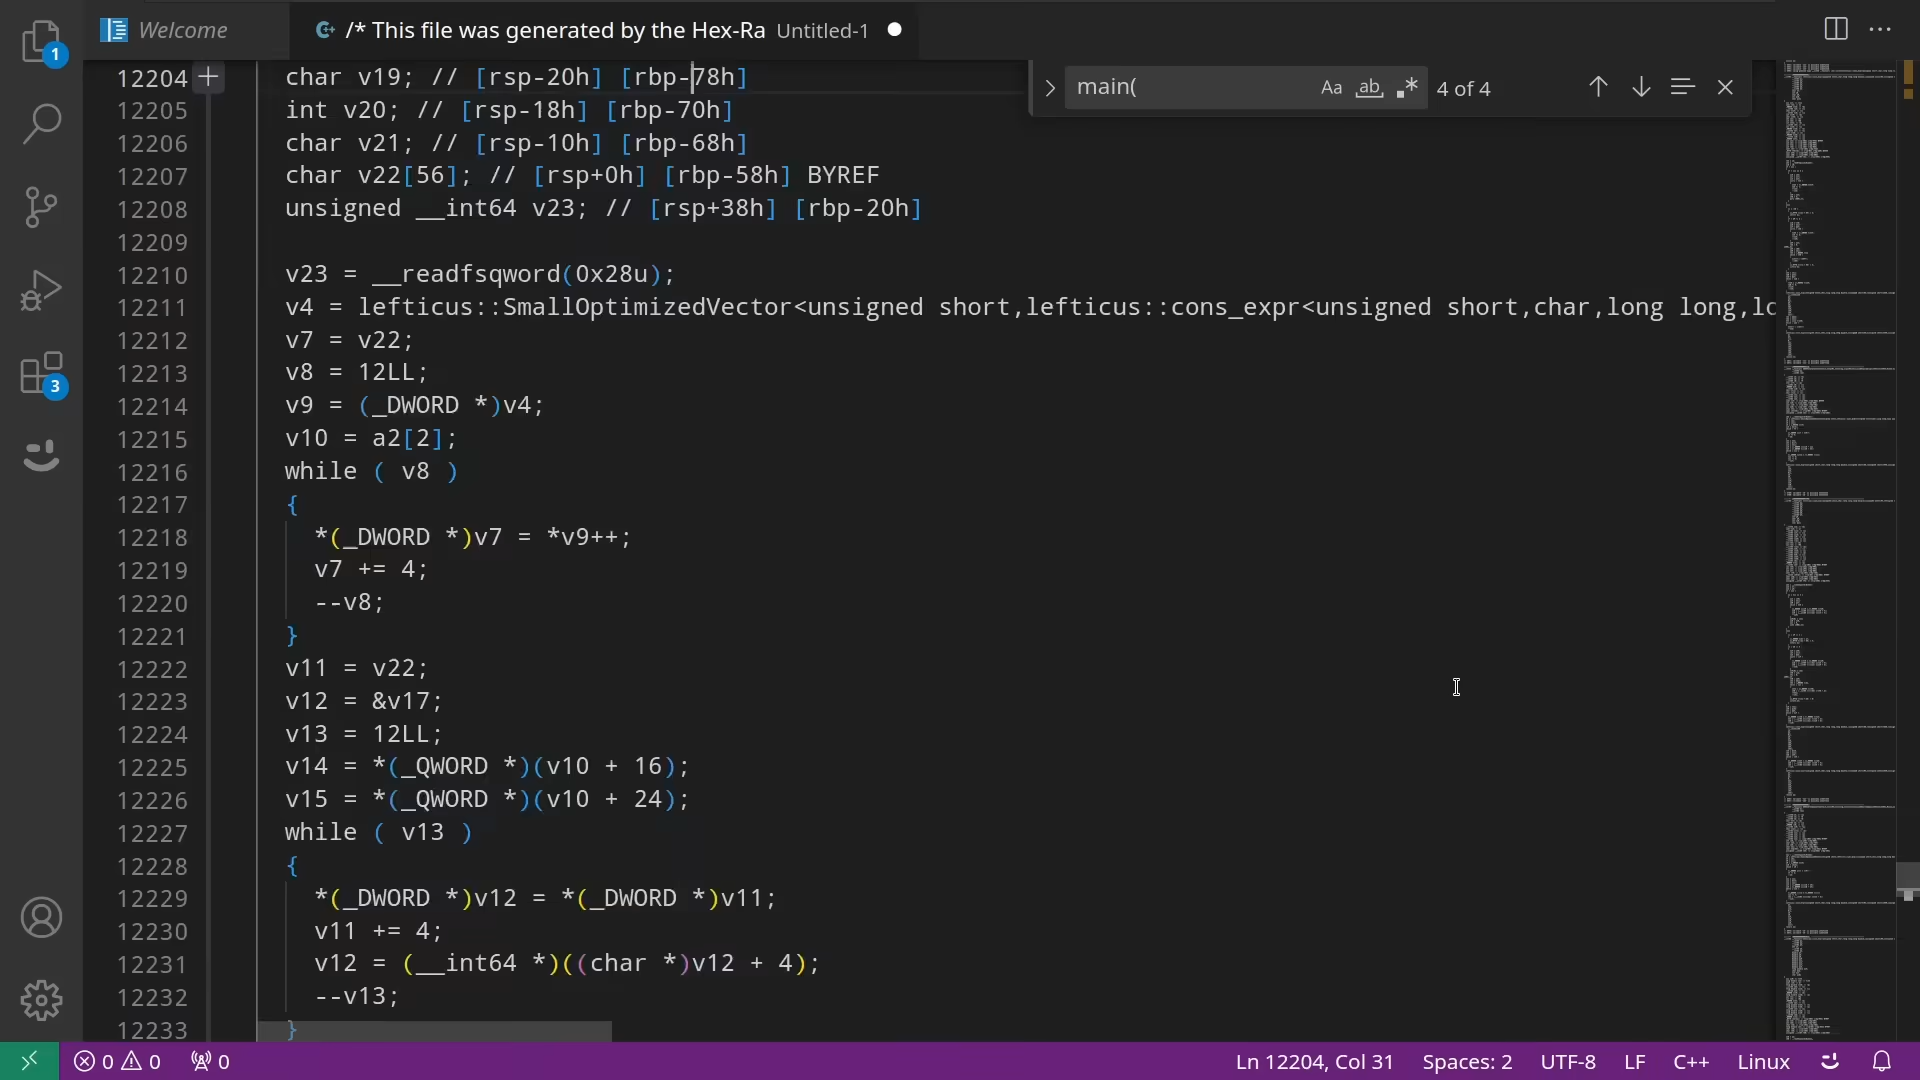 Welcome
/* This file was generated by the Hex-Ra Untitled-1
main(
Aa
ab
4 of 4
1
3
12204 char v19; // [rsp-20h] [rbp-78h]
12205 int v20; // [rsp-18h] [rbp-70h]
12206 char v21; // [rsp-10h] [rbp-68h]
12207 char v22[56]; // [rsp+0h] [rbp-58h] BYREF
12208 unsigned __int64 v23; // [rsp+38h] [rbp-20h]
12209
12210 v23 = __readfsqword(0x28u);
12211 v4 = lefticus::SmallOptimizedVector<unsigned short,lefticus::cons_expr<unsigned short,char,long long,lo
12212 v7 = v22;
12213 v8 = 12LL;
12214 v9 = (_DWORD *)v4;
12215 v10 = a2[2];
12216 while ( v8 )
12217 {
12218 *(_DWORD *)v7 = *v9++;
12219 v7 += 4;
12220 --v8;
12221 }
12222 v11 = v22;
12223 v12 = &v17;
12224 v13 = 12LL;
12225 v14 = *(_QWORD *)(v10 + 16);
12226 v15 = *(_QWORD *)(v10 + 24);
12227 while ( v13 )
12228 {
12229 *(_DWORD *)v12 = *(_DWORD *)v11;
12230 v11 += 4;
12231 v12 = (__int64 *)((char *)v12 + 4);
12232 --v13;
12233 }
0 0 0 Ln 12204, Col 31 Spaces: 2 UTF-8 LF C++ Linux